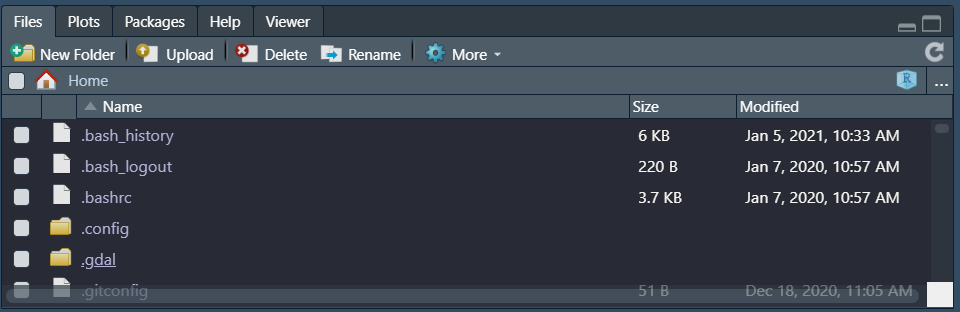 Files Plots Packages Help Viewer
New Folder Upload Delete Rename More
Home R ...
Name Size Modified
.bash_history 6 KB Jan 5, 2021, 10:33 AM
.bash_logout 220 B Jan 7, 2020, 10:57 AM
.bashrc 3.7 KB Jan 7, 2020, 10:57 AM
.config
.gdal
.gitconfig 51 B Dec 18, 2020, 11:05 AM